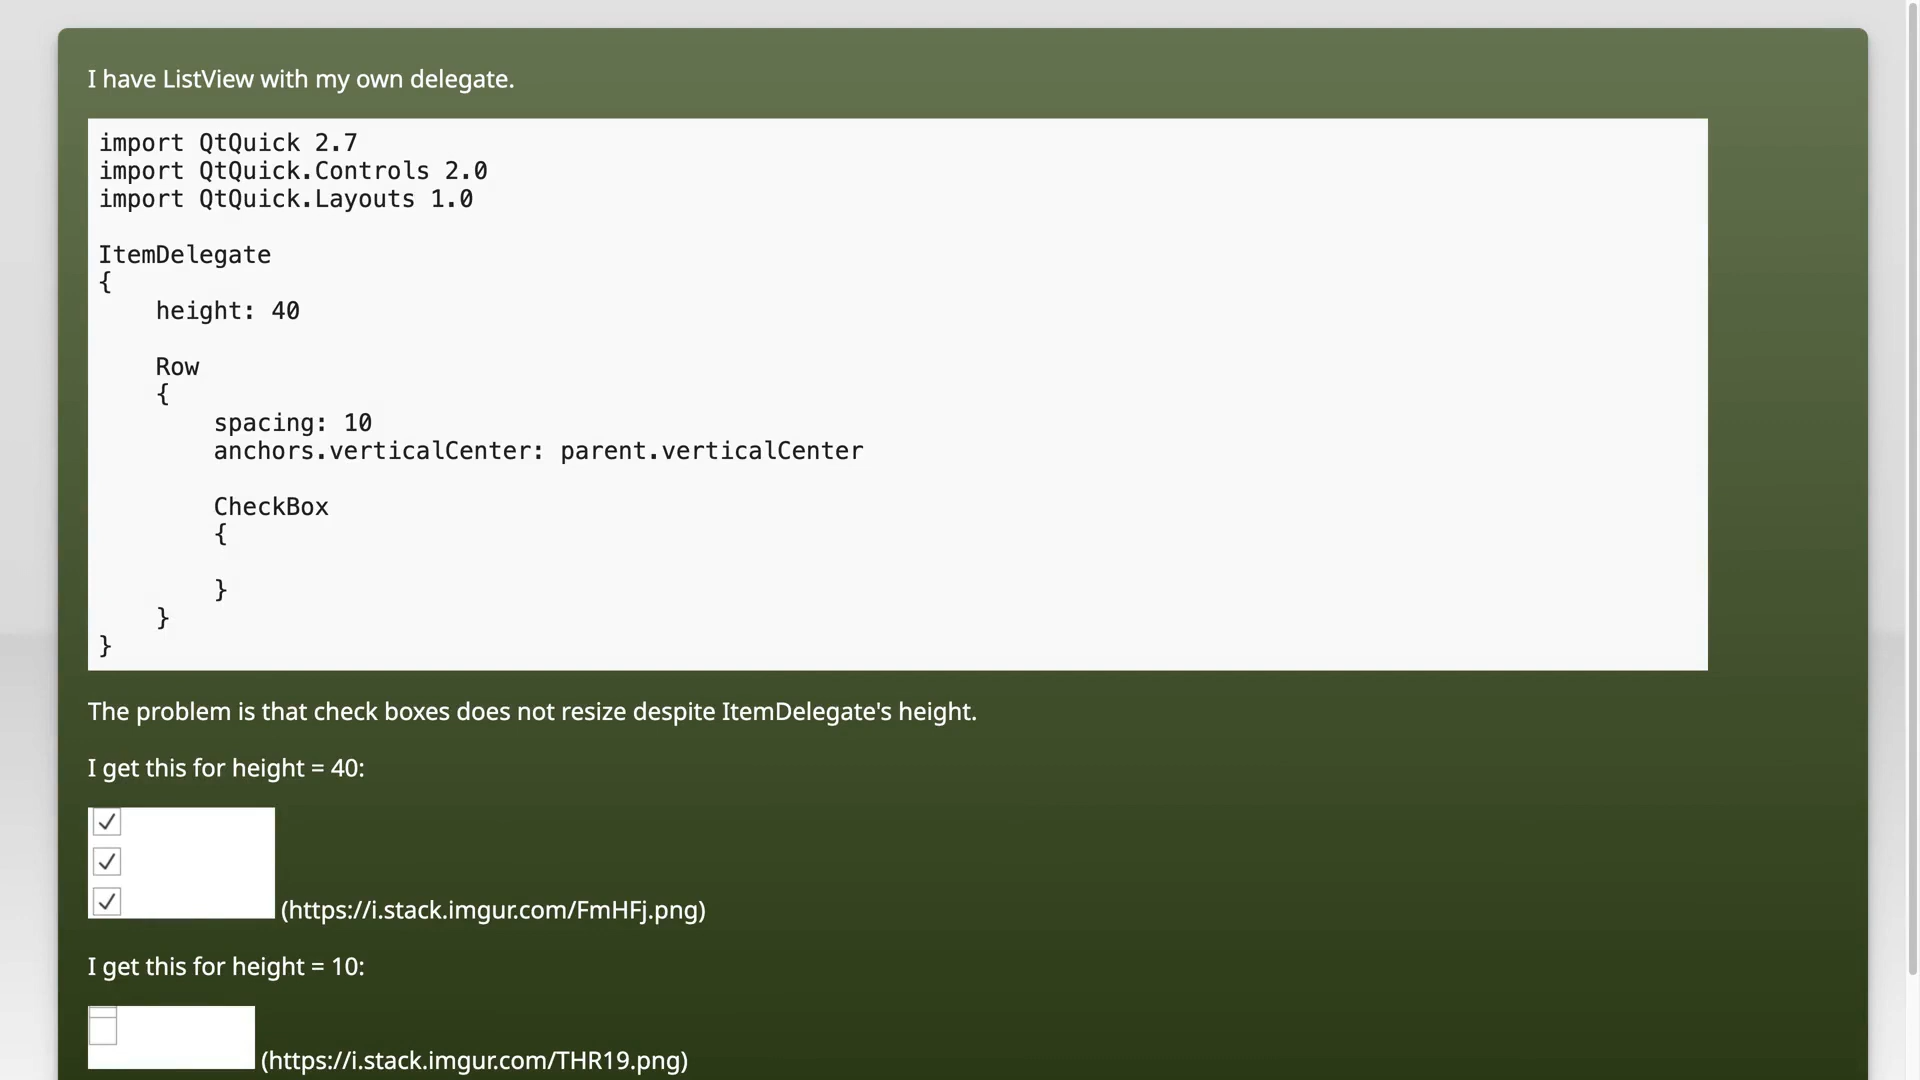 I have ListView with my own delegate.
import QtQuick 2.7
import QtQuick.Controls 2.0
import QtQuick.Layouts 1.0
ItemDelegate
{
    height: 40
    Row
    {
        spacing: 10
        anchors.verticalCenter: parent.verticalCenter
        CheckBox
        {
        }
    }
}
The problem is that check boxes does not resize despite ItemDelegate's height.
I get this for height = 40:
(https://i.stack.imgur.com/FmHFj.png)
I get this for height = 10:
(https://i.stack.imgur.com/THR19.png)